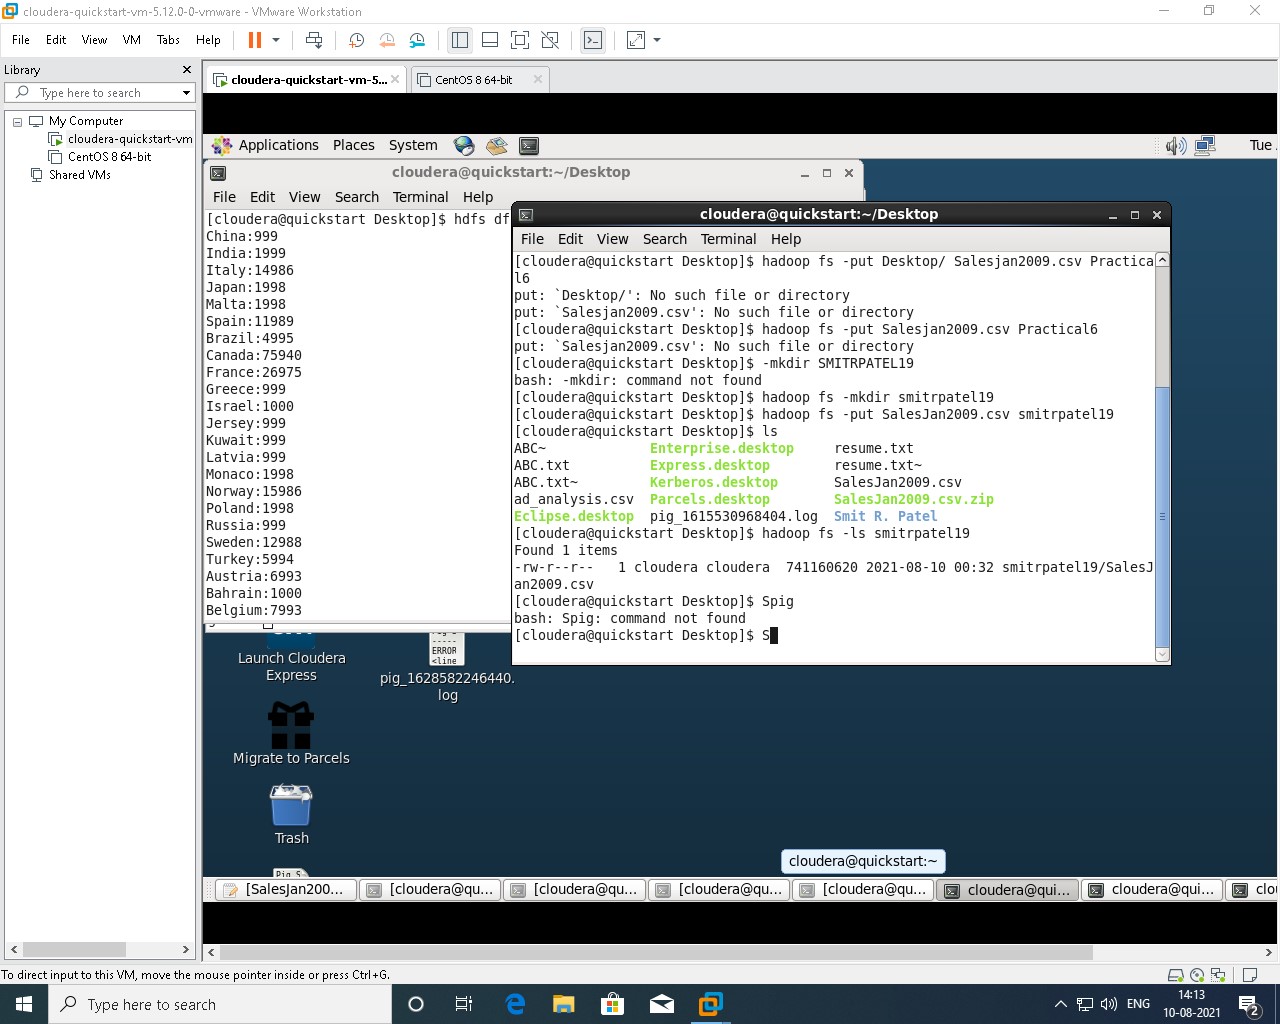 cloudera-quickstart-vm-5.12.0-0-vmware - VMware Workstation
File Edit View VM Tabs Help
Library
Type here to search
My Computer
cloudera-quickstart-vm
CentOS 8 64-bit
Shared VMs
cloudera-quickstart-vm-5... CentOS 8 64-bit
Applications Places System Tue
cloudera@quickstart:~/Desktop
File Edit View Search Terminal Help
[cloudera@quickstart Desktop]$ hdfs df
China:999
India:1999
Italy:14986
Japan:1998
Malta:1998
Spain:11989
Brazil:4995
Canada:75940
France:26975
Greece:999
Israel:1000
Jersey:999
Kuwait:999
Latvia:999
Monaco:1998
Norway:15986
Poland:1998
Russia:999
Sweden:12988
Turkey:5994
Austria:6993
Bahrain:1000
Belgium:7993
cloudera@quickstart:~/Desktop
File Edit View Search Terminal Help
[cloudera@quickstart Desktop]$ hadoop fs -put Desktop/ Salesjan2009.csv Practica
l6
put: `Desktop/': No such file or directory
put: `Salesjan2009.csv': No such file or directory
[cloudera@quickstart Desktop]$ hadoop fs -put Salesjan2009.csv Practical6
put: `Salesjan2009.csv': No such file or directory
[cloudera@quickstart Desktop]$ -mkdir SMITRPATEL19
bash: -mkdir: command not found
[cloudera@quickstart Desktop]$ hadoop fs -mkdir smitrpatel19
[cloudera@quickstart Desktop]$ hadoop fs -put SalesJan2009.csv smitrpatel19
[cloudera@quickstart Desktop]$ ls
ABC~ Enterprise.desktop resume.txt
ABC.txt Express.desktop resume.txt~
ABC.txt~ Kerberos.desktop SalesJan2009.csv
ad_analysis.csv Parcels.desktop SalesJan2009.csv.zip
Eclipse.desktop pig_1615530968404.log Smit R. Patel
[cloudera@quickstart Desktop]$ hadoop fs -ls smitrpatel19
Found 1 items
-rw-r--r-- 1 cloudera cloudera 741160620 2021-08-10 00:32 smitrpatel19/SalesJ
an2009.csv
[cloudera@quickstart Desktop]$ Spig
bash: Spig: command not found
[cloudera@quickstart Desktop]$ S
-----
ERROR
<line
Launch Cloudera
Express
pig_1628582246440.
log
Migrate to Parcels
Trash
cloudera@quickstart:~
[SalesJan200... [cloudera@qu... [cloudera@qu... [cloudera@qu... [cloudera@qu... cloudera@qui... cloudera@qui... clou
To direct input to this VM, move the mouse pointer inside or press Ctrl+G.
Type here to search
ENG
14:13
10-08-2021
2